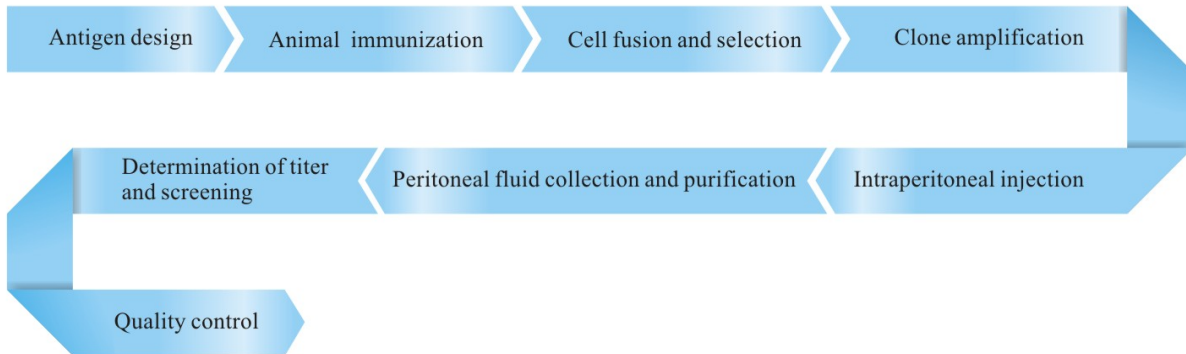 Antigen design
Animal immunization
Cell fusion and selection
Clone amplification
Intraperitoneal injection
Peritoneal fluid collection and purification
Determination of titer
and screening
Quality control